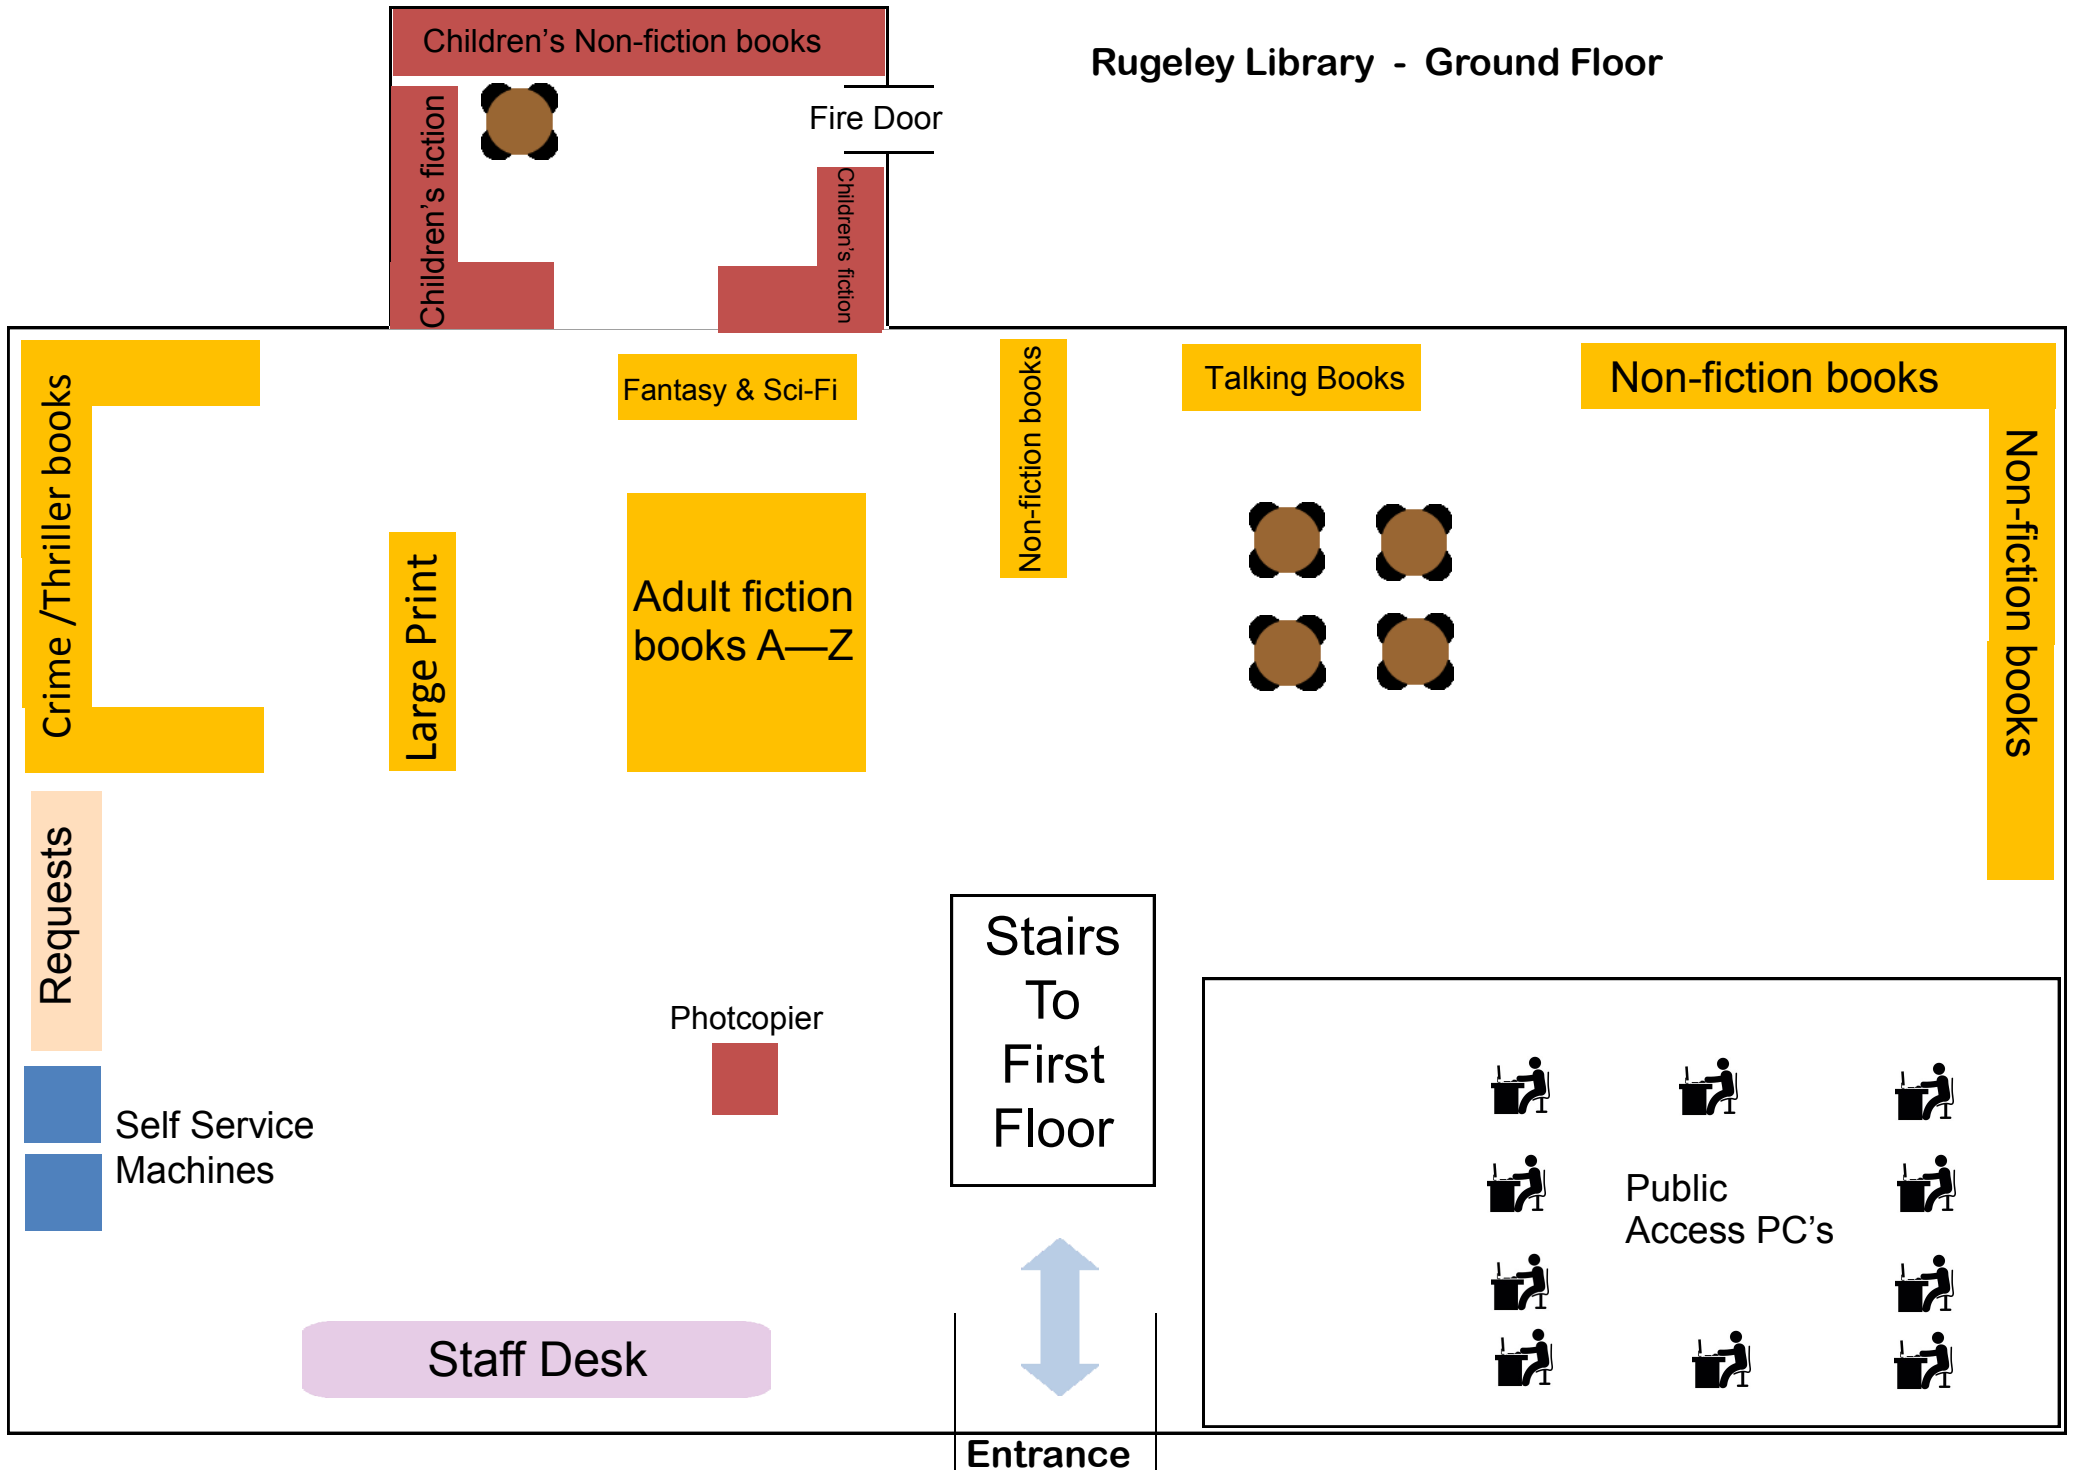 Children’s Non-fiction books
Rugeley Library - Ground Floor
Fire Door
Children’s fiction
Children’s fiction
Crime /Thriller books
Fantasy & Sci-Fi
Non-fiction books
Talking Books
Non-fiction books
Non-fiction books
Large Print
Adult fiction
books A—Z
Requests
Stairs
To
First
Floor
Photcopier
Self Service
Machines
Public
Access PC’s
Staff Desk
Entrance